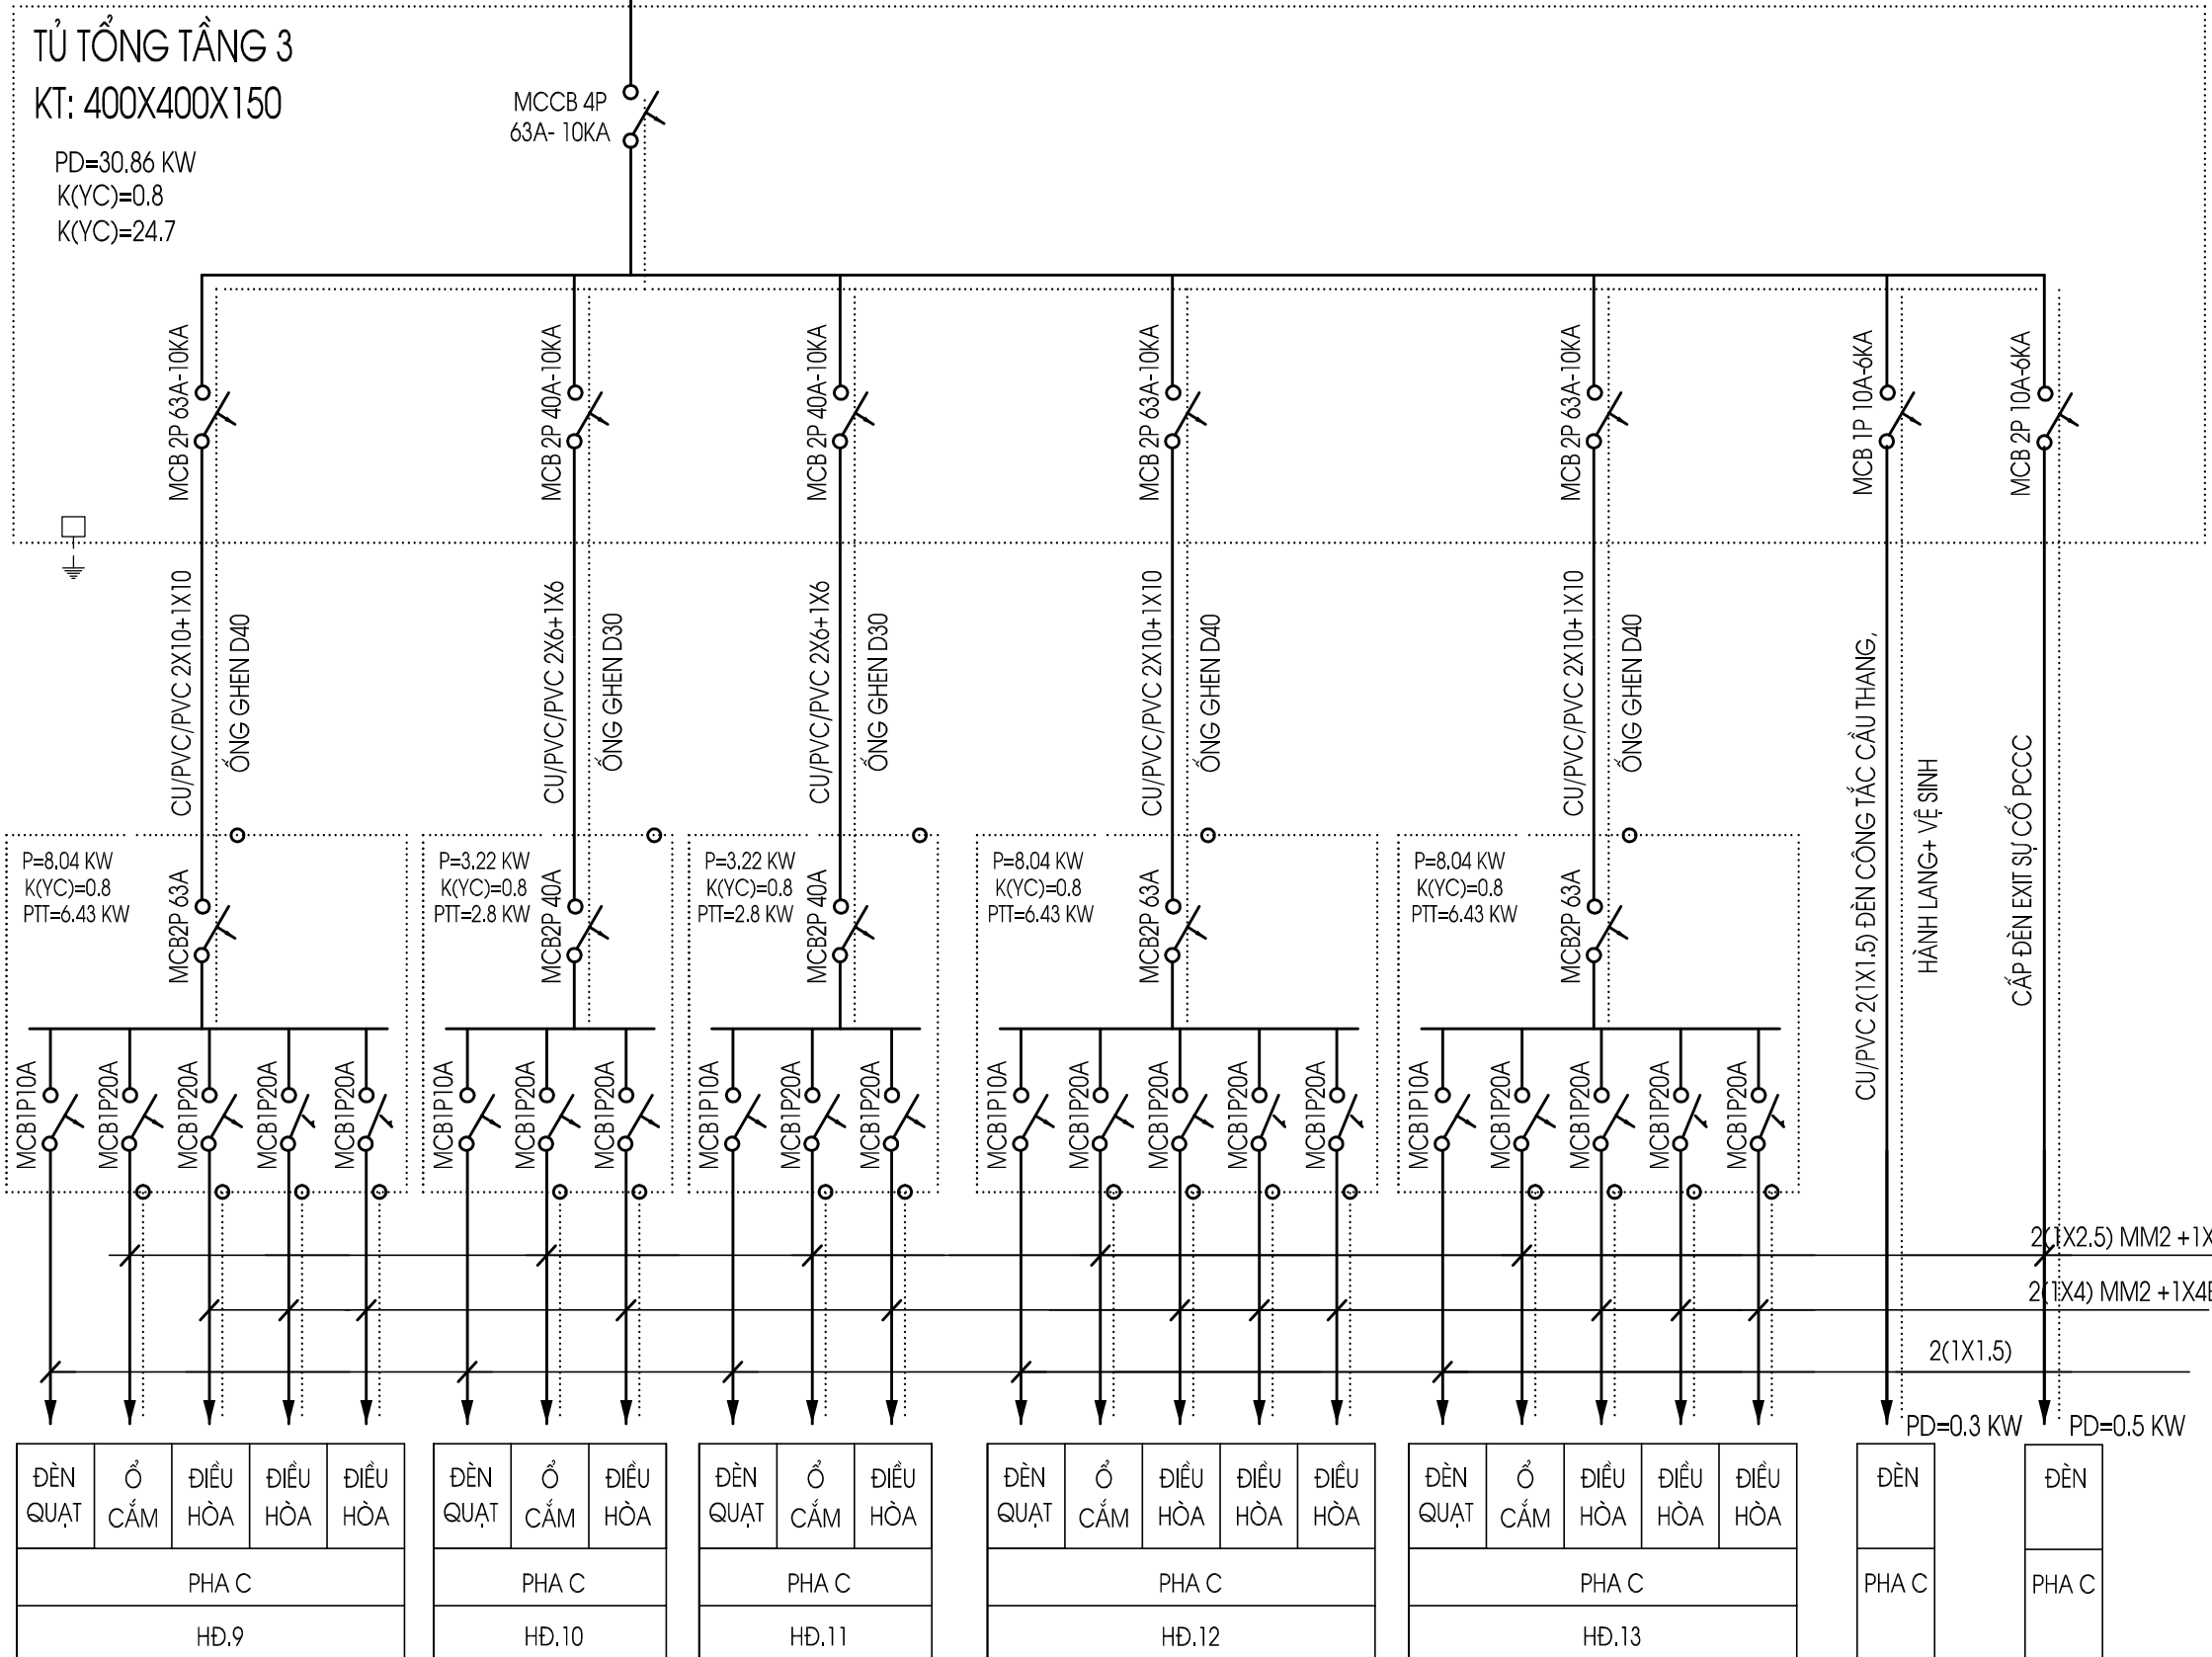 TỦ TỔNG TẦNG 3
KT: 400X400X150
PD=30.86 KW
K(YC)=0.8
K(YC)=24.7
MCCB 4P
63A- 10KA
MCB 2P 63A-10KA
MCB 2P 40A-10KA
MCB 2P 40A-10KA
MCB 2P 63A-10KA
MCB 2P 63A-10KA
MCB 1P 10A-6KA
MCB 2P 10A-6KA
CU/PVC/PVC 2X10+1X10
ỐNG GHEN D40
CU/PVC/PVC 2X6+1X6
ỐNG GHEN D30
CU/PVC/PVC 2X6+1X6
ỐNG GHEN D30
CU/PVC/PVC 2X10+1X10
ỐNG GHEN D40
CU/PVC/PVC 2X10+1X10
ỐNG GHEN D40
CU/PVC 2(1X1.5) ĐÈN CÔNG TẮC CẦU THANG,
HÀNH LANG+ VỆ SINH
CẤP ĐÈN EXIT SỰ CỐ PCCC
P=8.04 KW
K(YC)=0.8
PTT=6.43 KW
MCB2P 63A
P=3.22 KW
K(YC)=0.8
PTT=2.8 KW
MCB2P 40A
P=3.22 KW
K(YC)=0.8
PTT=2.8 KW
MCB2P 40A
P=8.04 KW
K(YC)=0.8
PTT=6.43 KW
MCB2P 63A
P=8.04 KW
K(YC)=0.8
PTT=6.43 KW
MCB2P 63A
MCB1P10A
MCB1P20A
MCB1P20A
MCB1P20A
MCB1P20A
MCB1P10A
MCB1P20A
MCB1P20A
MCB1P10A
MCB1P20A
MCB1P20A
MCB1P10A
MCB1P20A
MCB1P20A
MCB1P20A
MCB1P20A
MCB1P10A
MCB1P20A
MCB1P20A
MCB1P20A
MCB1P20A
2(1X2.5) MM2 +1X
2(1X4) MM2 +1X4E
2(1X1.5)
PD=0.3 KW
PD=0.5 KW
ĐÈN QUẠT
Ổ CẮM
ĐIỀU HÒA
ĐIỀU HÒA
ĐIỀU HÒA
PHA C
HĐ.9
ĐÈN QUẠT
Ổ CẮM
ĐIỀU HÒA
PHA C
HĐ.10
ĐÈN QUẠT
Ổ CẮM
ĐIỀU HÒA
PHA C
HĐ.11
ĐÈN QUẠT
Ổ CẮM
ĐIỀU HÒA
ĐIỀU HÒA
ĐIỀU HÒA
PHA C
HĐ.12
ĐÈN QUẠT
Ổ CẮM
ĐIỀU HÒA
ĐIỀU HÒA
ĐIỀU HÒA
PHA C
HĐ.13
ĐÈN
PHA C
ĐÈN
PHA C